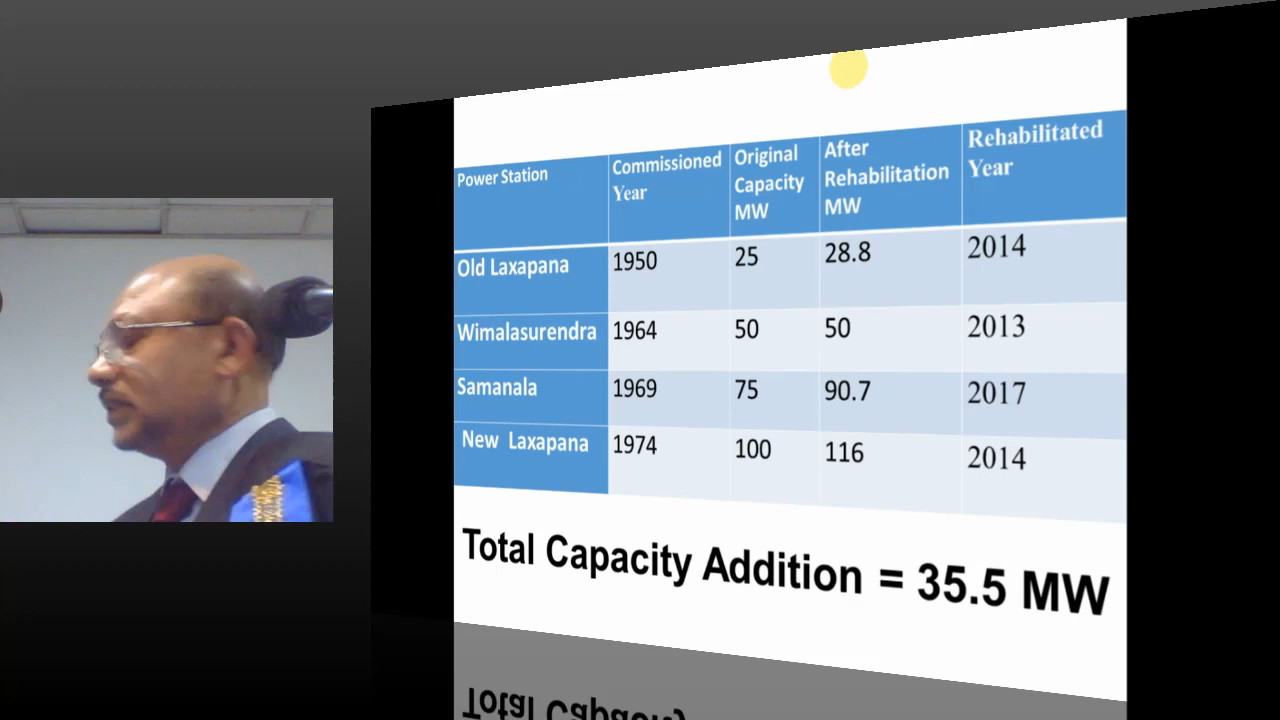 Power Station
Commissioned
Year
Original
Capacity
MW
After
Rehabilitation
MW
Rehabilitated
Year
Old Laxapana 1950 25 28.8 2014
Wimalasurendra 1964 50 50 2013
Samanala 1969 75 90.7 2017
New Laxapana 1974 100 116 2014
Total Capacity Addition = 35.5 MW